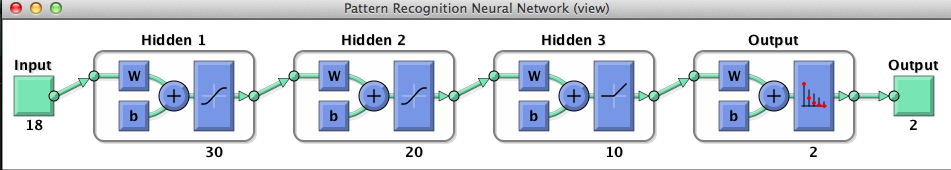 Pattern Recognition Neural Network (view)
Hidden 1 Hidden 2 Hidden 3 Output
Input Output
W W W W
b b b b
18 2
30 20 10 2